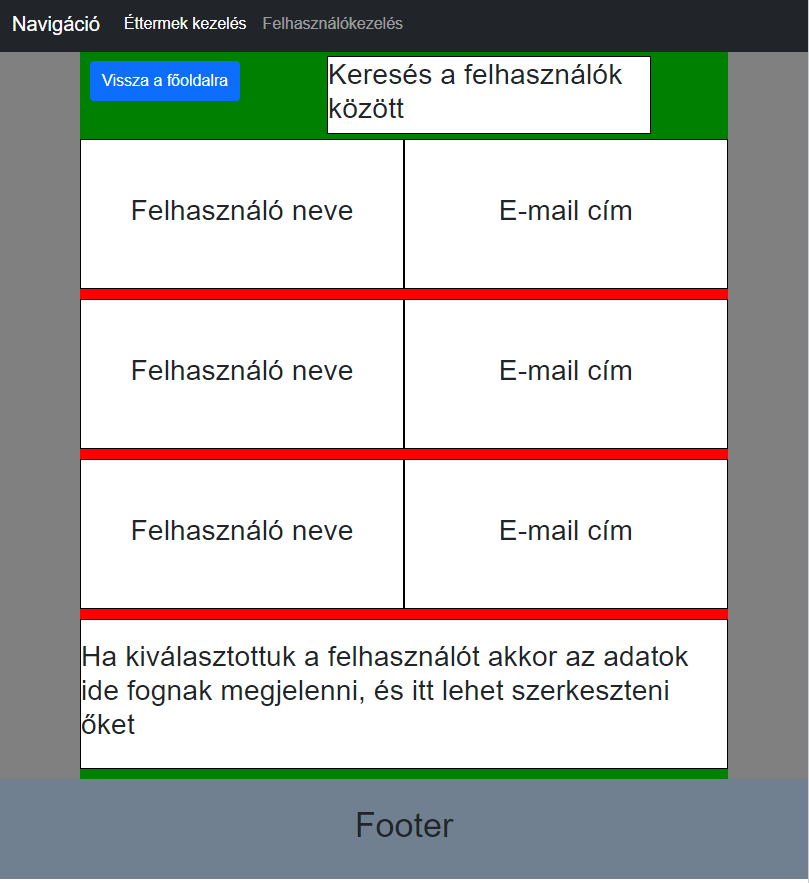 Navigáció Éttermek kezelés Felhasználókezelés
Vissza a főoldalra
Keresés a felhasználók
között
Felhasználó neve E-mail cím
Felhasználó neve E-mail cím
Felhasználó neve E-mail cím
Ha kiválasztottuk a felhasználót akkor az adatok
ide fognak megjelenni, és itt lehet szerkeszteni
őket
Footer